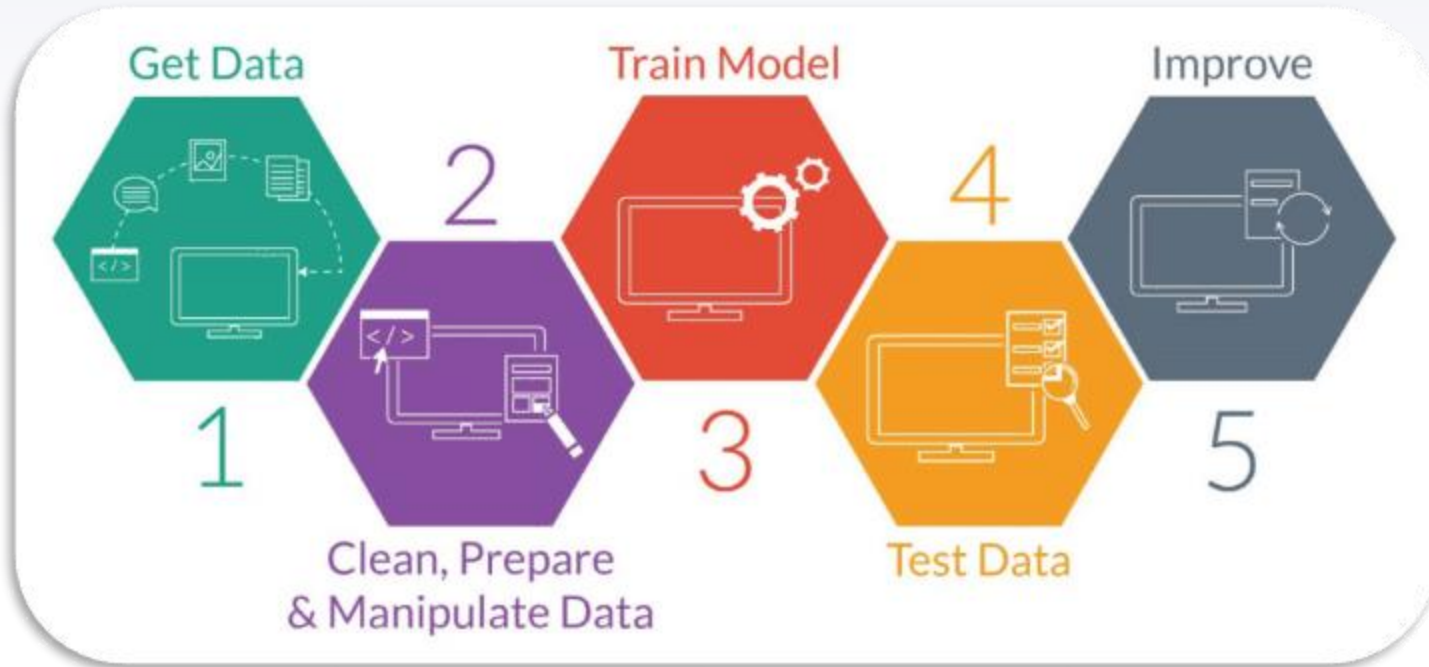 Get Data
1
2
Clean, Prepare
& Manipulate Data
Train Model
3
4
Test Data
Improve
5
</>
</>